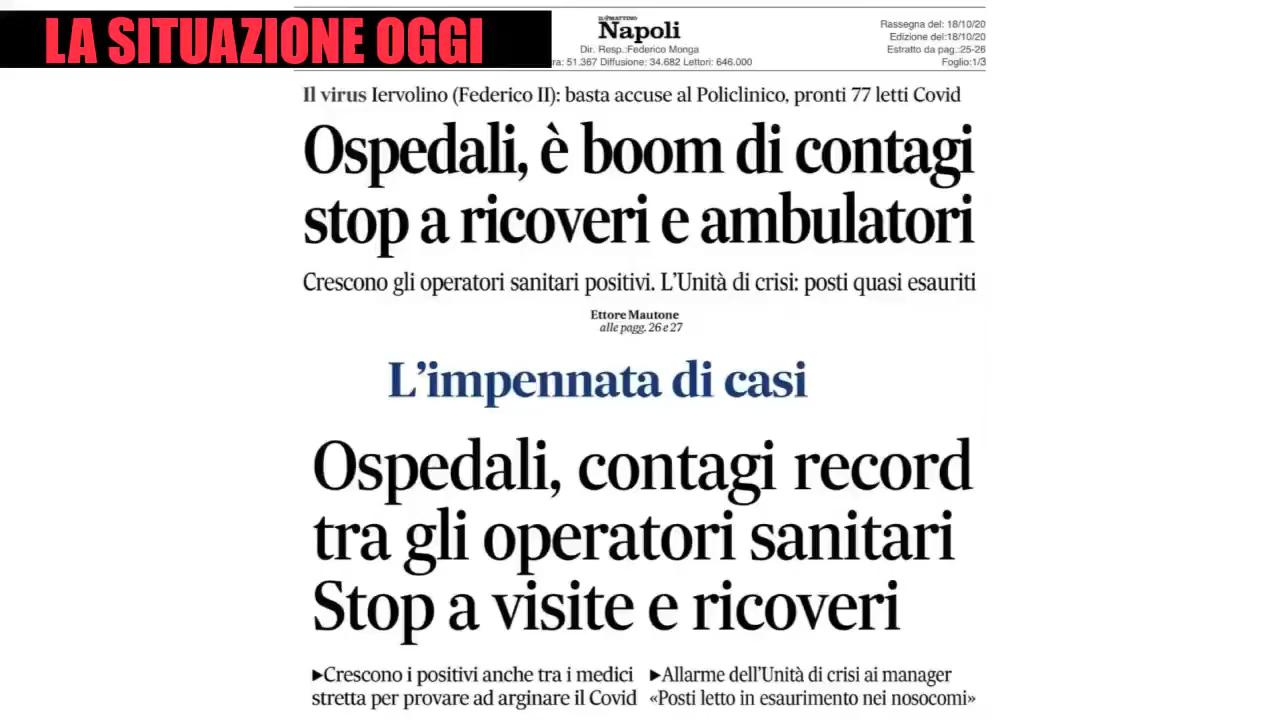 LA SITUAZIONE OGGI
IL MATTINO
Napoli
Dir. Resp.:Federico Monga
51.367 Diffusione: 34.682 Lettori: 646.000
Rassegna del: 18/10/20
Edizione del:18/10/20
Estratto da pag.:25-26
Foglio:1/3
Il virus Iervolino (Federico II): basta accuse al Policlinico, pronti 77 letti Covid
Ospedali, è boom di contagi
stop a ricoveri e ambulatori
Crescono gli operatori sanitari positivi. L'Unità di crisi: posti quasi esauriti
Ettore Mautone
alle pagg. 26 e 27
L'impennata di casi
Ospedali, contagi record
tra gli operatori sanitari
Stop a visite e ricoveri
▶Crescono i positivi anche tra i medici
stretta per provare ad arginare il Covid
▶Allarme dell'Unità di crisi ai manager
«Posti letto in esaurimento nei nosocomi»